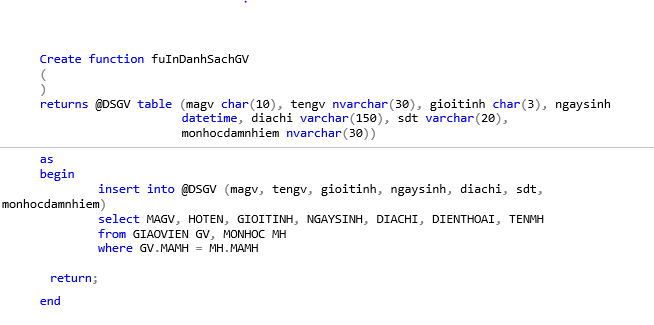 Create function fuInDanhSachGV
(
)
returns @DSGV table (magv char(10), tengv nvarchar(30), gioitinh char(3), ngaysinh
datetime, diachi varchar(150), sdt varchar(20),
monhocdamnhiem nvarchar(30))
as
begin
insert into @DSGV (magv, tengv, gioitinh, ngaysinh, diachi, sdt,
monhocdamnhiem)
select MAGV, HOTEN, GIOITINH, NGAYSINH, DIACHI, DIENTHOAI, TENMH
from GIAOVIEN GV, MONHOC MH
where GV.MAMH = MH.MAMH
return;
end